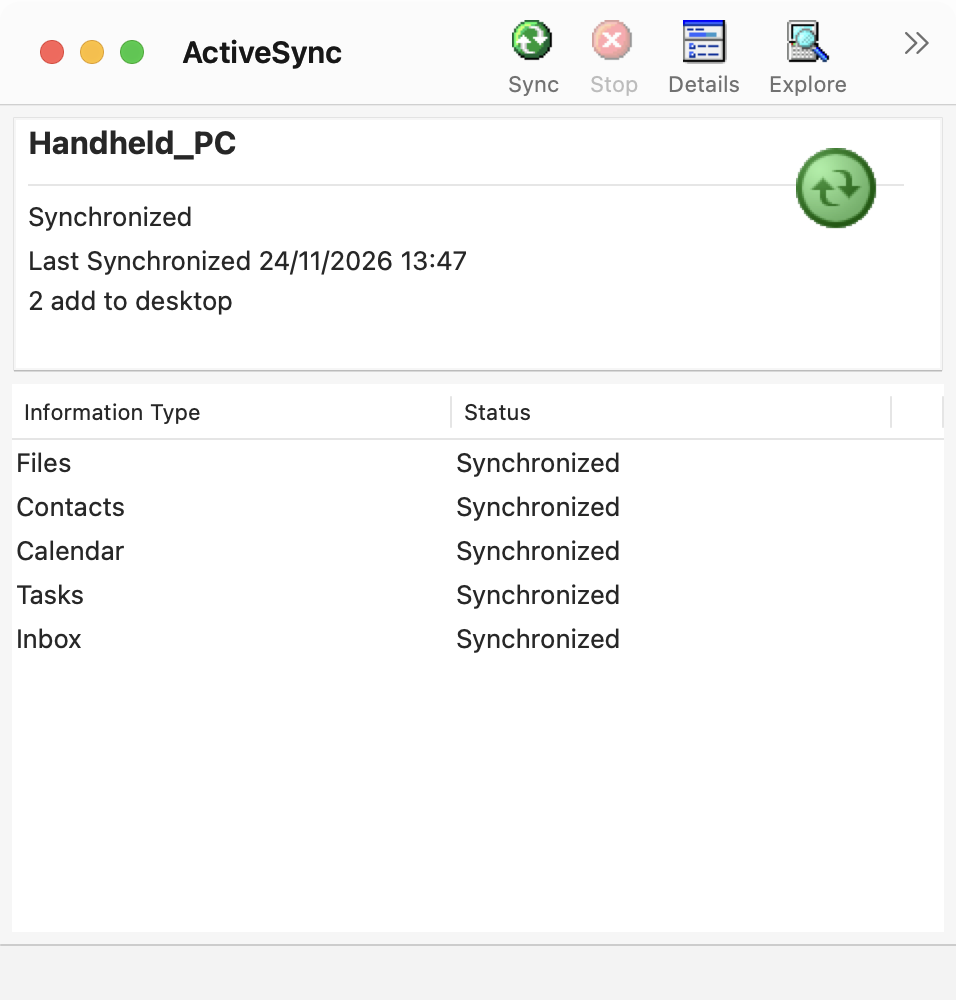 ActiveSync
Sync Stop Details Explore
Handheld_PC
Synchronized
Last Synchronized 24/11/2026 13:47
2 add to desktop
Information Type Status
Files Synchronized
Contacts Synchronized
Calendar Synchronized
Tasks Synchronized
Inbox Synchronized